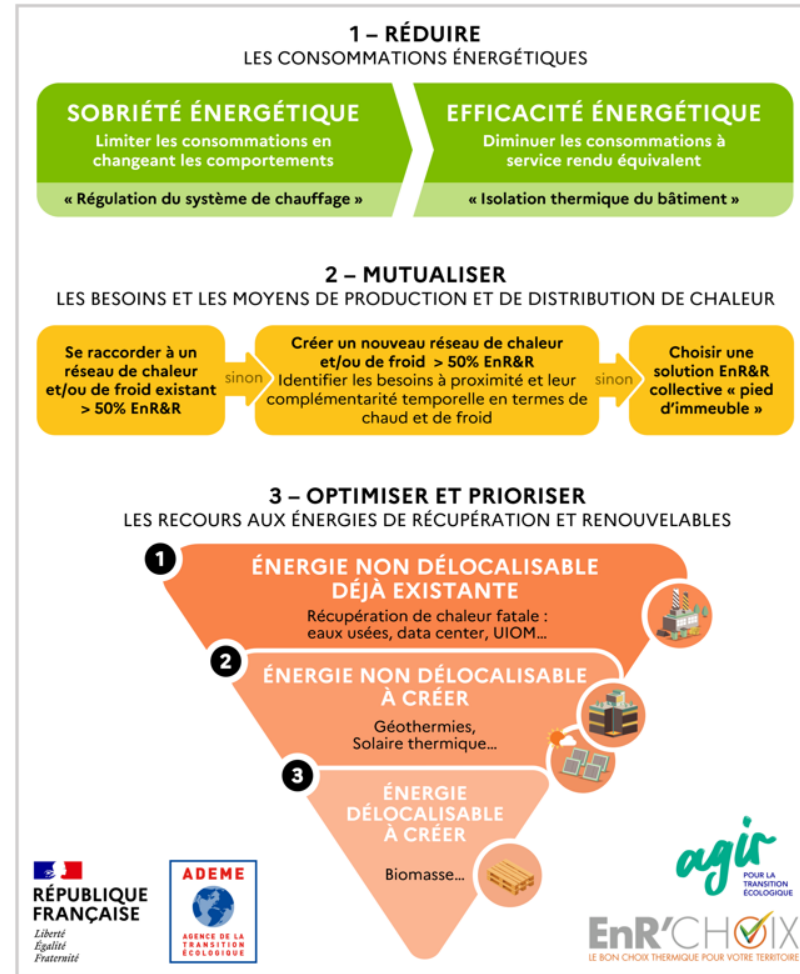 1 – RÉDUIRE
LES CONSOMMATIONS ÉNERGÉTIQUES
SOBRIÉTÉ ÉNERGÉTIQUE
Limiter les consommations en
changeant les comportements
« Régulation du système de chauffage »
EFFICACITÉ ÉNERGÉTIQUE
Diminuer les consommations à
service rendu équivalent
« Isolation thermique du bâtiment »
2 – MUTUALISER
LES BESOINS ET LES MOYENS DE PRODUCTION ET DE DISTRIBUTION DE CHALEUR
Se raccorder à un
réseau de chaleur
et/ou de froid existant
> 50% EnR&R
sinon
Créer un nouveau réseau de chaleur
et/ou de froid > 50% EnR&R
Identifier les besoins à proximité et leur
complémentarité temporelle en termes de
chaud et de froid
sinon
Choisir une
solution EnR&R
collective « pied
d’immeuble »
3 – OPTIMISER ET PRIORISER
LES RECOURS AUX ÉNERGIES DE RÉCUPÉRATION ET RENOUVELABLES
1
ÉNERGIE NON DÉLOCALISABLE
DÉJÀ EXISTANTE
Récupération de chaleur fatale :
eaux usées, data center, UIOM...
2
ÉNERGIE NON DÉLOCALISABLE
À CRÉER
Géothermies,
Solaire thermique...
3
ÉNERGIE
DÉLOCALISABLE
À CRÉER
Biomasse...
RÉPUBLIQUE
FRANÇAISE
Liberté
Égalité
Fraternité
ADEME
AGENCE DE LA
TRANSITION
ÉCOLOGIQUE
agir
POUR LA
TRANSITION
ÉCOLOGIQUE
EnR’CHOIX
LE BON CHOIX THERMIQUE POUR VOTRE TERRITOIRE